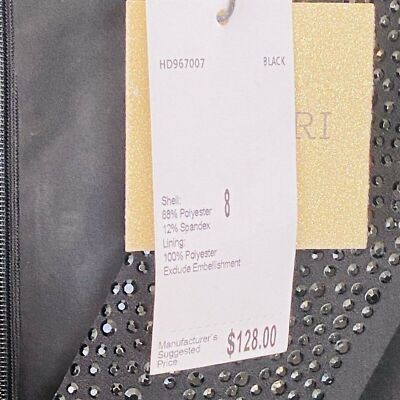 HD967007 BLACK
RI
Shell:
68% Polyester
12% Spandex
8
Lining:
100% Polyester
Exclude Embellishment
Manufacturer's
Suggested
Price
$128.00